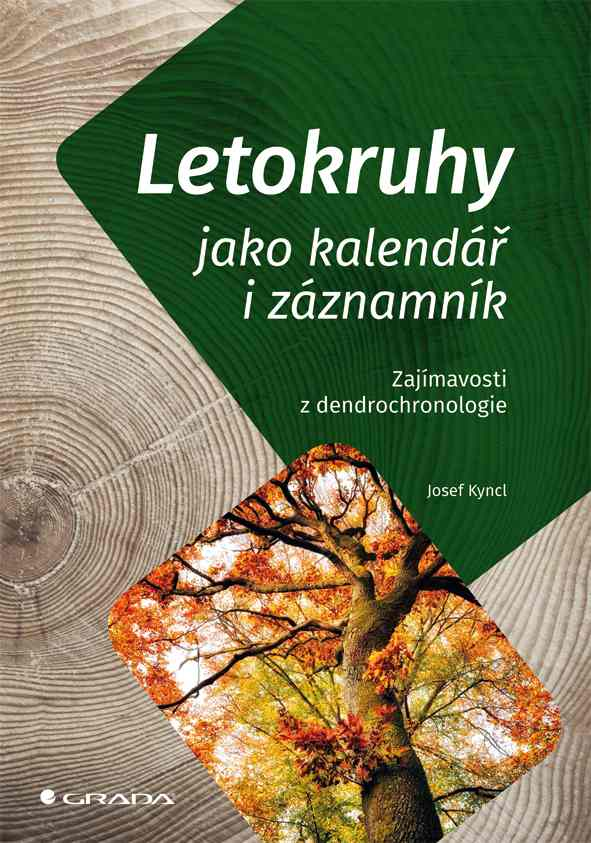 Letokruhy
jako kalendář
i záznamník
Zajímavosti
z dendrochronologie
Josef Kyncl
GRADA